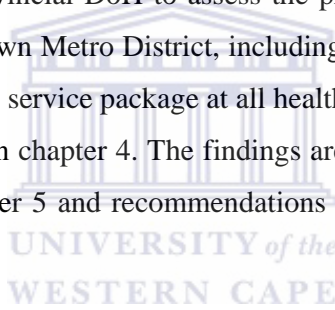 vincial DoH to assess the p
wn Metro District, including
service package at all health
n chapter 4. The findings are
er 5 and recommendations
UNIVERSITY of the
WESTERN CAPE